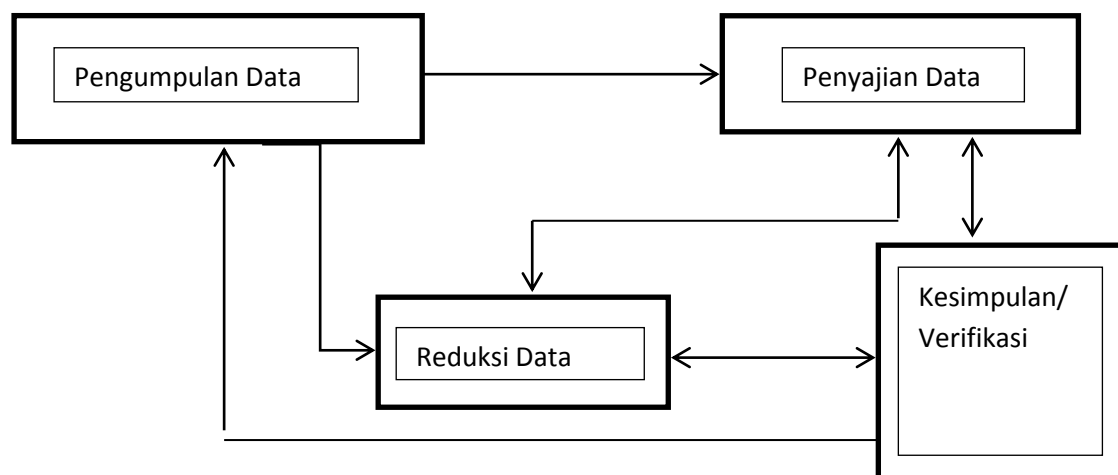 Pengumpulan Data
Penyajian Data
Reduksi Data
Kesimpulan/
Verifikasi